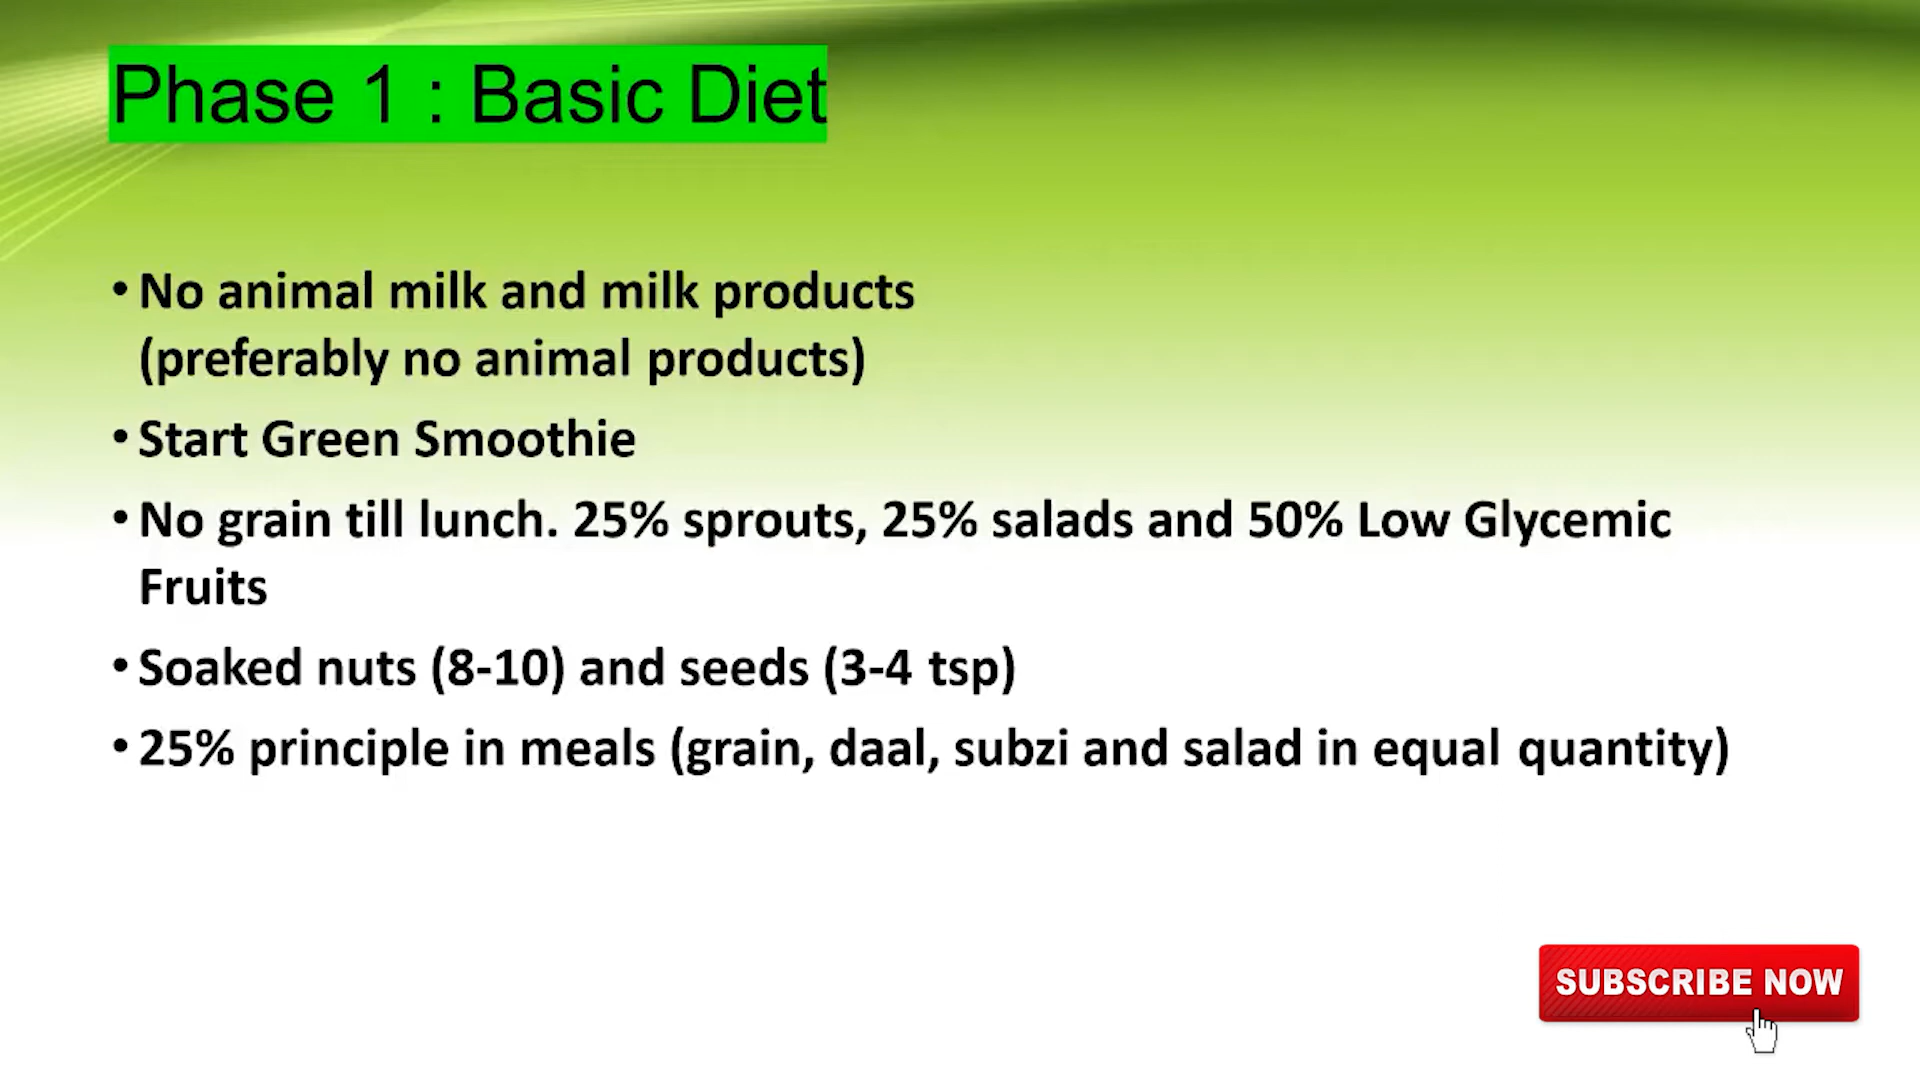 Phase 1 : Basic Diet
• No animal milk and milk products
(preferably no animal products)
• Start Green Smoothie
• No grain till lunch. 25% sprouts, 25% salads and 50% Low Glycemic
Fruits
• Soaked nuts (8-10) and seeds (3-4 tsp)
• 25% principle in meals (grain, daal, subzi and salad in equal quantity)
SUBSCRIBE NOW